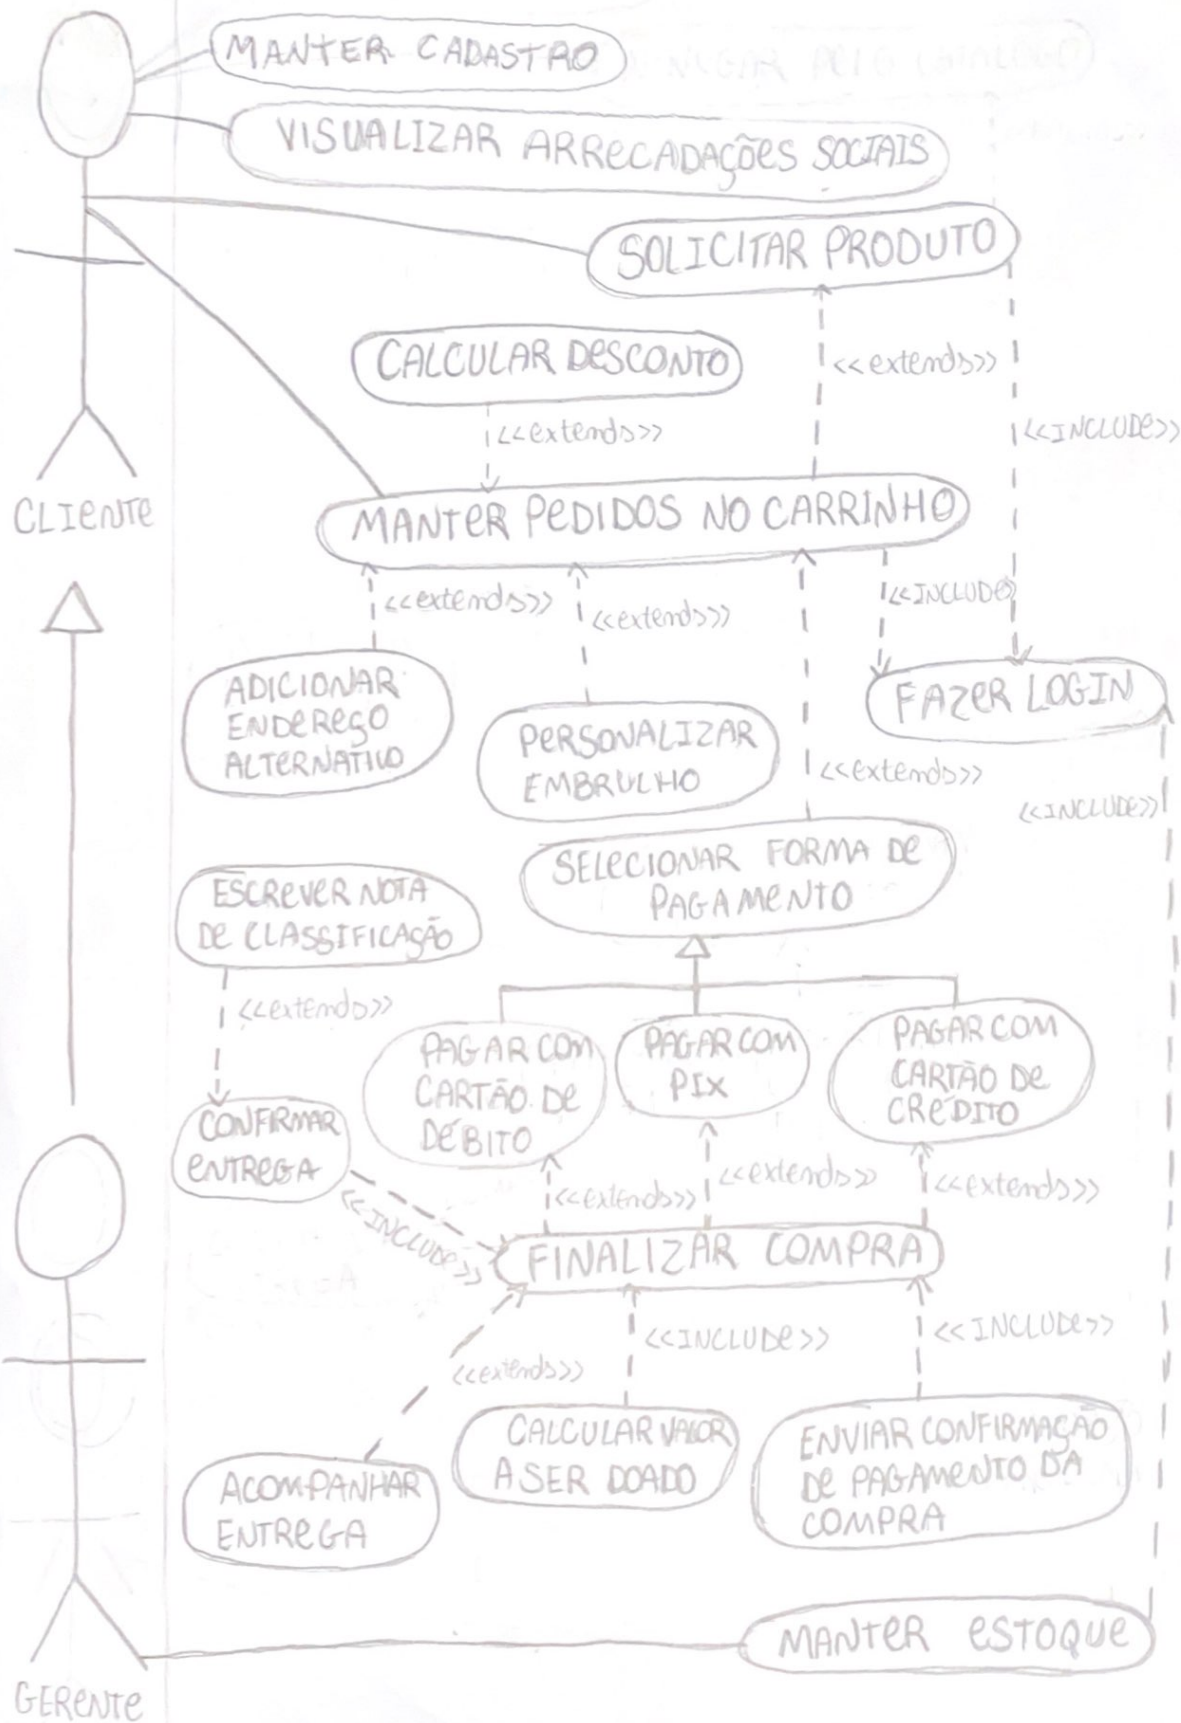 MANTER CADASTRO
VISUALIZAR ARRECADAÇÕES SOCIAIS
SOLICITAR PRODUTO
CALCULAR DESCONTO
<<extends>>
<<extends>>
<<INCLUDE>>
CLIENTE
MANTER PEDIDOS NO CARRINHO
<<extends>>
<<extends>>
<<INCLUDE>>
ADICIONAR
ENDEREÇO
ALTERNATIVO
PERSONALIZAR
EMBRULHO
FAZER LOGIN
<<extends>>
<<INCLUDE>>
SELECIONAR FORMA DE
PAGAMENTO
ESCREVER NOTA
DE CLASSIFICAÇÃO
<<extends>>
PAGAR COM
CARTÃO DE
DÉBITO
PAGAR COM
PIX
PAGAR COM
CARTÃO DE
CRÉDITO
CONFIRMAR
ENTREGA
<<INCLUDE>>
<<extends>>
<<extends>>
<<extends>>
FINALIZAR COMPRA
<<extends>>
<<INCLUDE>>
<<INCLUDE>>
ACOMPANHAR
ENTREGA
CALCULAR VALOR
A SER DOADO
ENVIAR CONFIRMAÇÃO
DE PAGAMENTO DA
COMPRA
MANTER ESTOQUE
GERENTE